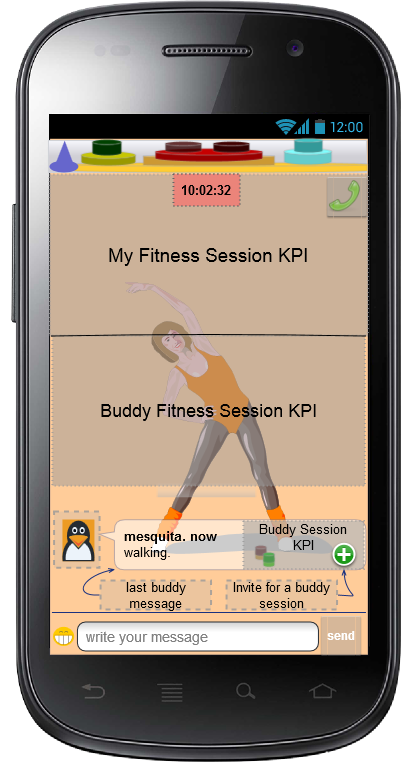 12:00
10:02:32
My Fitness Session KPI
Buddy Fitness Session KPI
mesquita. now
walking.
Buddy Session
KPI
last buddy
message
Invite for a buddy
session
write your message
send